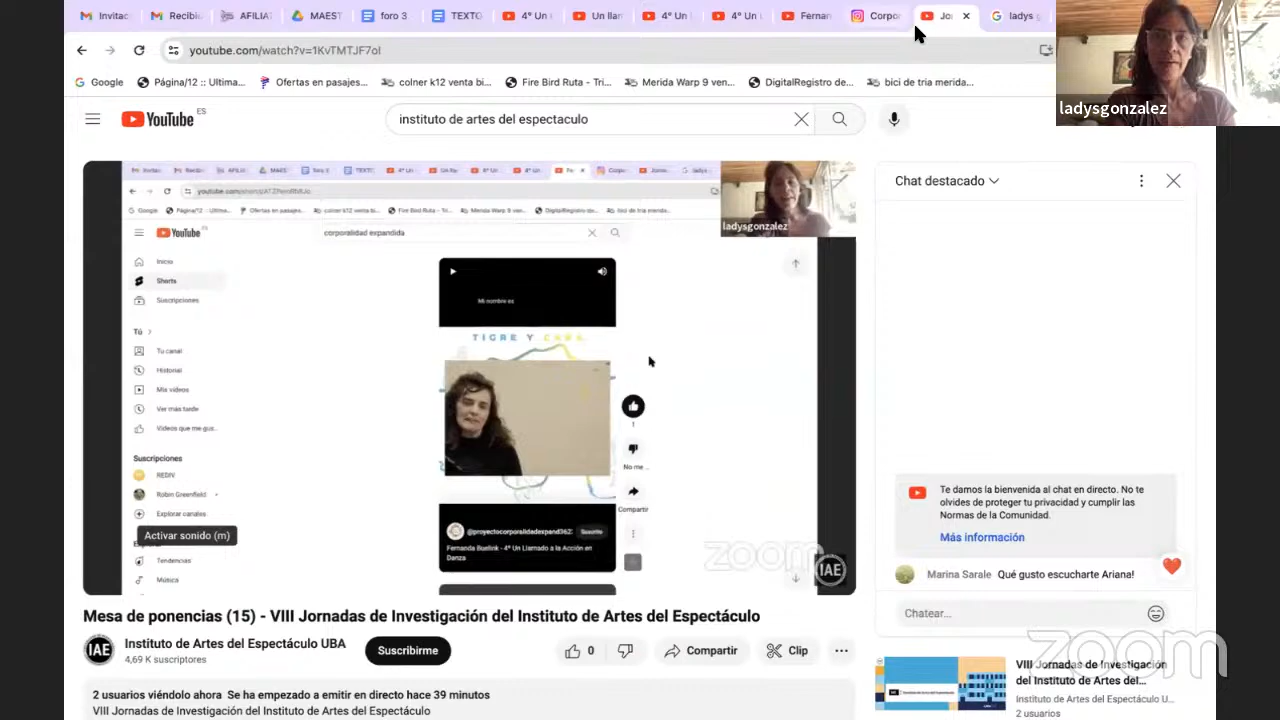 Invitac
Recibi
AFILIAT
MAEST
foro 3
TEXTO
4° Un
Un llan
4° Un
4° U
Fernan
Corpor
Jo
ladys g
youtube.com/watch?v=1KvTMTJF7oI
Google
Página/12 :: Ultima...
Ofertas en pasajes...
colner k12 venta bi...
Fire Bird Ruta - Tri...
Merida Warp 9 ven...
DigitalRegistro de...
bici de tria merida...
ladysgonzalez
YouTube ES
instituto de artes del espectaculo
YouTube
corporalidad expandida
ladysgonzalez
Inicio
Shorts
Suscripciones
Tú
Tu canal
Historial
Mis vídeos
Ver más tarde
Vídeos que me gus...
Suscripciones
REDIV
Robin Greenfield
Explorar canales
Activar sonido (m)
Tendencias
Música
Mi nombre es
TIGRE Y
1
No me ...
Compartir
Suscribirte
Fernanda Buelink - 4º Un Llamado a la Acción en
Danza
zoom
IAE
Chat destacado
Te damos la bienvenida al chat en directo. No te
olvides de proteger tu privacidad y cumplir las
Normas de la Comunidad.
Más información
Marina Sarale Qué gusto escucharte Ariana!
Chatear...
Mesa de ponencias (15) - VIII Jornadas de Investigación del Instituto de Artes del Espectáculo
IAE
Instituto de Artes del Espectáculo UBA
4,69 K suscriptores
Suscribirme
0
Compartir
Clip
2 usuarios viéndolo ahora Se ha empezado a emitir en directo hace 59 minutos
VIII Jornadas de Investigación del Instituto de Artes del Espectáculo
VIII Jornadas de Investigación
del Instituto de Artes del...
Instituto de Artes del Espectáculo U...
2 usuarios
zoom